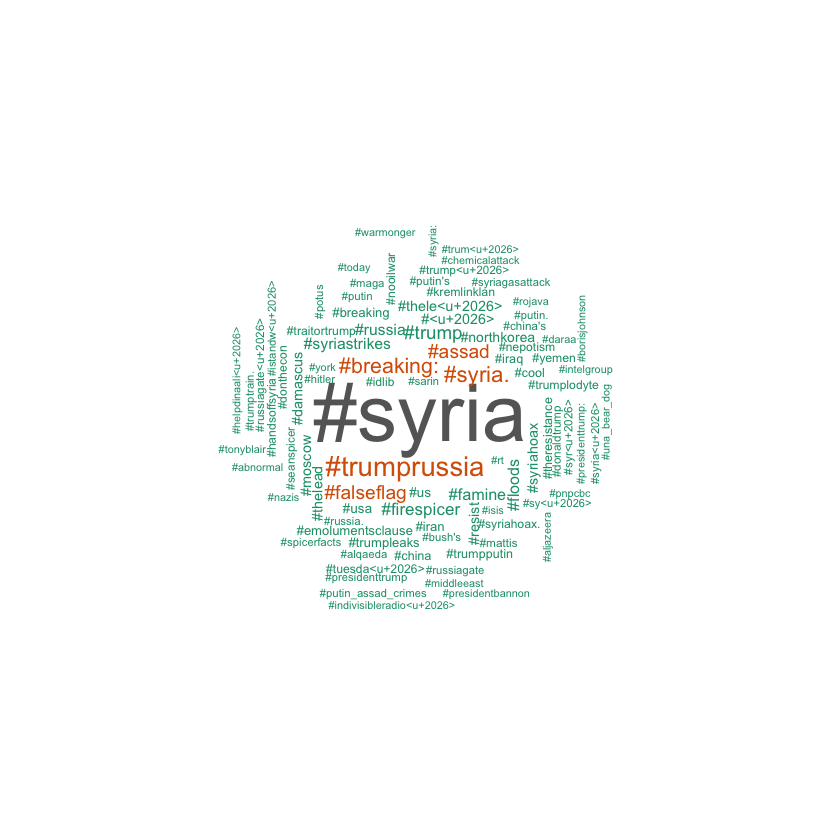 #warmonger
#syria:
#trum<u+2026>
#chemicalattack
#today
#nooilwar
#trump<u+2026>
#maga
#putin's
#syriagasattack
#potus
#putin
#kremlinklan
#breaking
#thele<u+2026>
#rojava
#<u+2026>
#putin.
#traitortrump
#russia
#trump
#china's
#northkorea
#daraa
#borisjohnson
#syriastrikes
#assad
#nepotism
#iraq
#yemen
#breaking:
#syria.
#cool
#intelgroup
#york
#hitler
#idlib
#sarin
#trumplodyte
#helpdinaali<u+2026>
#trumptrain.
#russiagate<u+2026>
#handsoffsyria
#istandw<u+2026>
#donthecon
#damascus
#syria
#syriahoax
#theresistance
#donaldtrump
#syr<u+2026>
#presidenttrump:
#syria<u+2026>
#una_bear_dog
#tonyblair
#abnormal
#seanspicer
#moscow
#trumprussia
#rt
#floods
#nazis
#thelead
#falseflag
#us
#famine
#pnpcbc
#sy<u+2026>
#usa
#firespicer
#resist
#isis
#russia.
#iran
#syriahoax.
#aljazeera
#emolumentsclause
#bush's
#spicerfacts
#trumpleaks
#mattis
#alqaeda
#china
#trumpputin
#tuesda<u+2026>
#russiagate
#presidenttrump
#middleeast
#putin_assad_crimes
#presidentbannon
#indivisibleradio<u+2026>